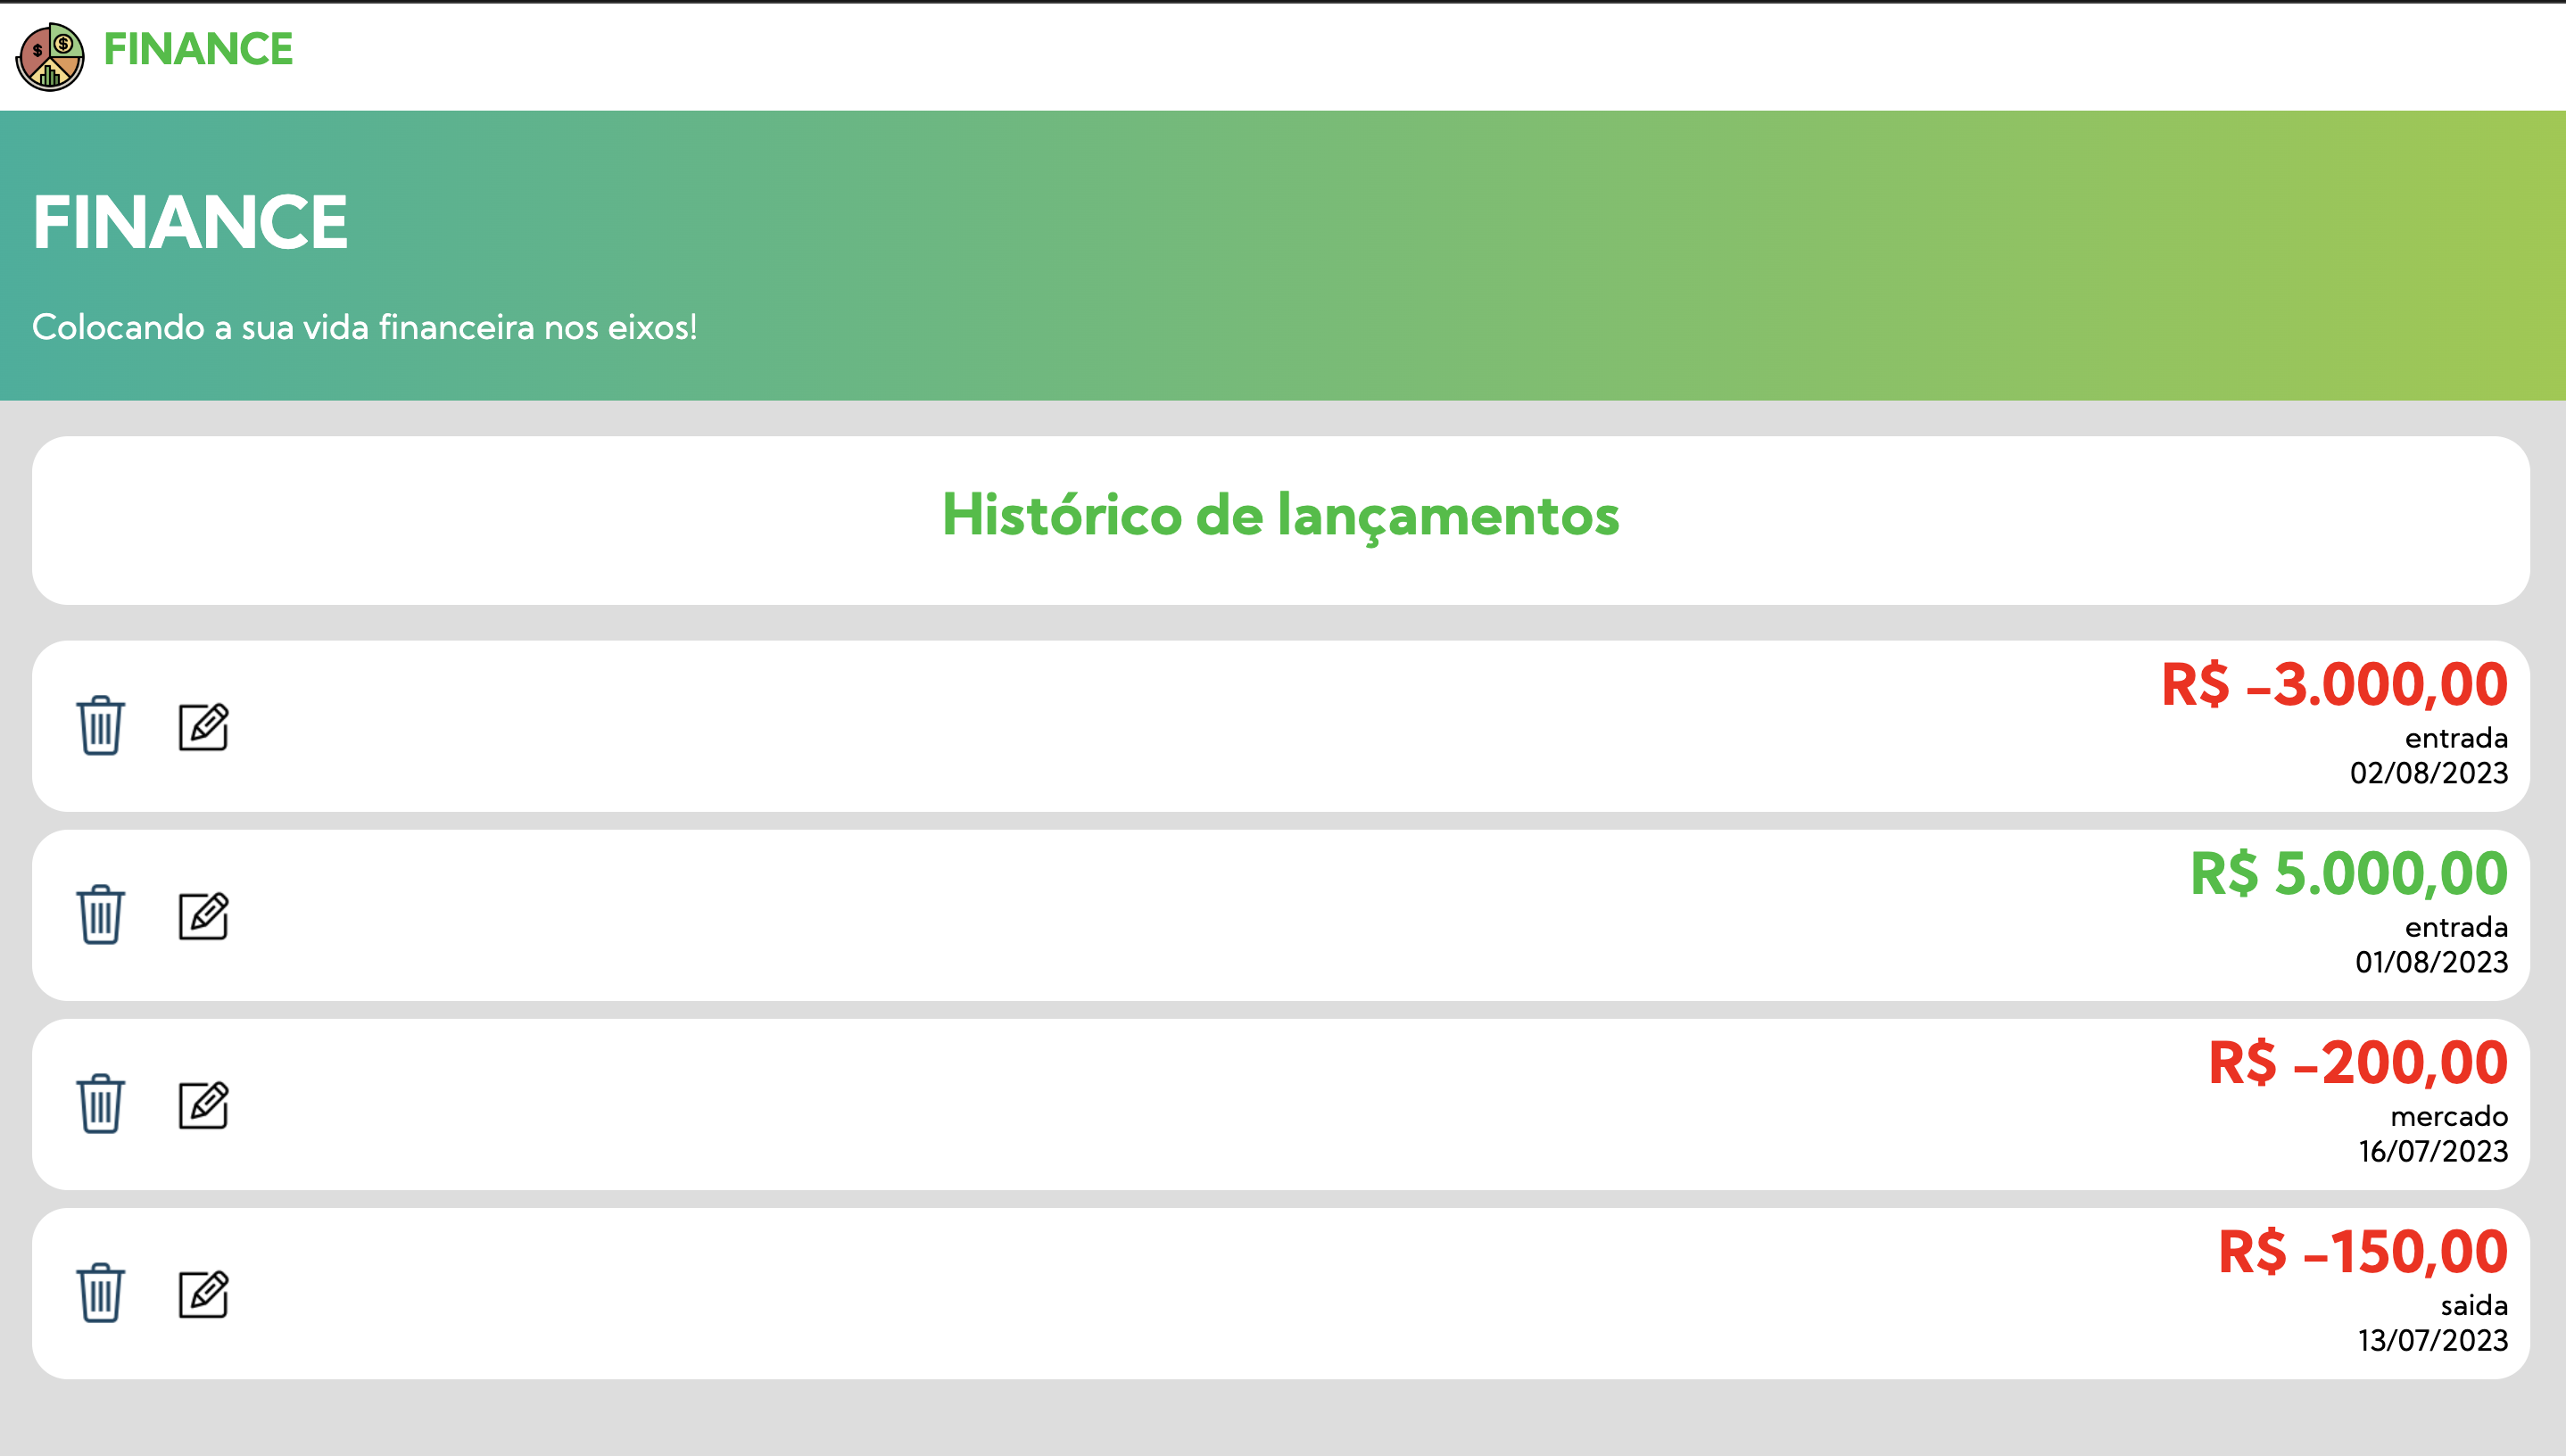 FINANCE
FINANCE
Colocando a sua vida financeira nos eixos!
Histórico de lançamentos
R$ -3.000,00
entrada
02/08/2023
R$ 5.000,00
entrada
01/08/2023
R$ -200,00
mercado
16/07/2023
R$ -150,00
saida
13/07/2023